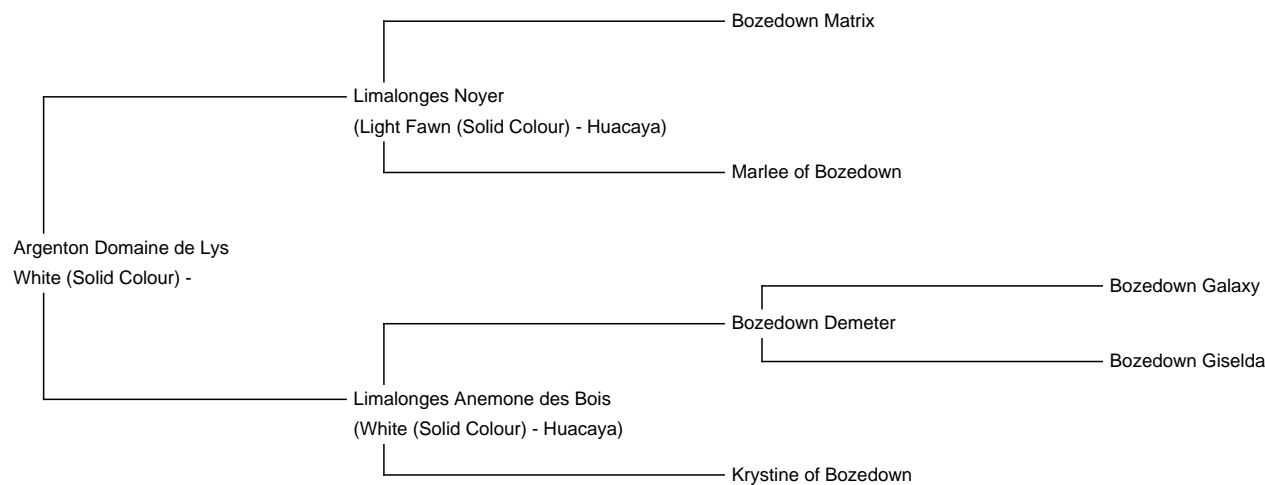 Bozedown Matrix
Limalonges Noyer
(Light Fawn (Solid Colour) - Huacaya)
Marlee of Bozedown
Argenton Domaine de Lys
White (Solid Colour) -
Bozedown Galaxy
Bozedown Demeter
Bozedown Giselda
Limalonges Anemone des Bois
(White (Solid Colour) - Huacaya)
Krystine of Bozedown